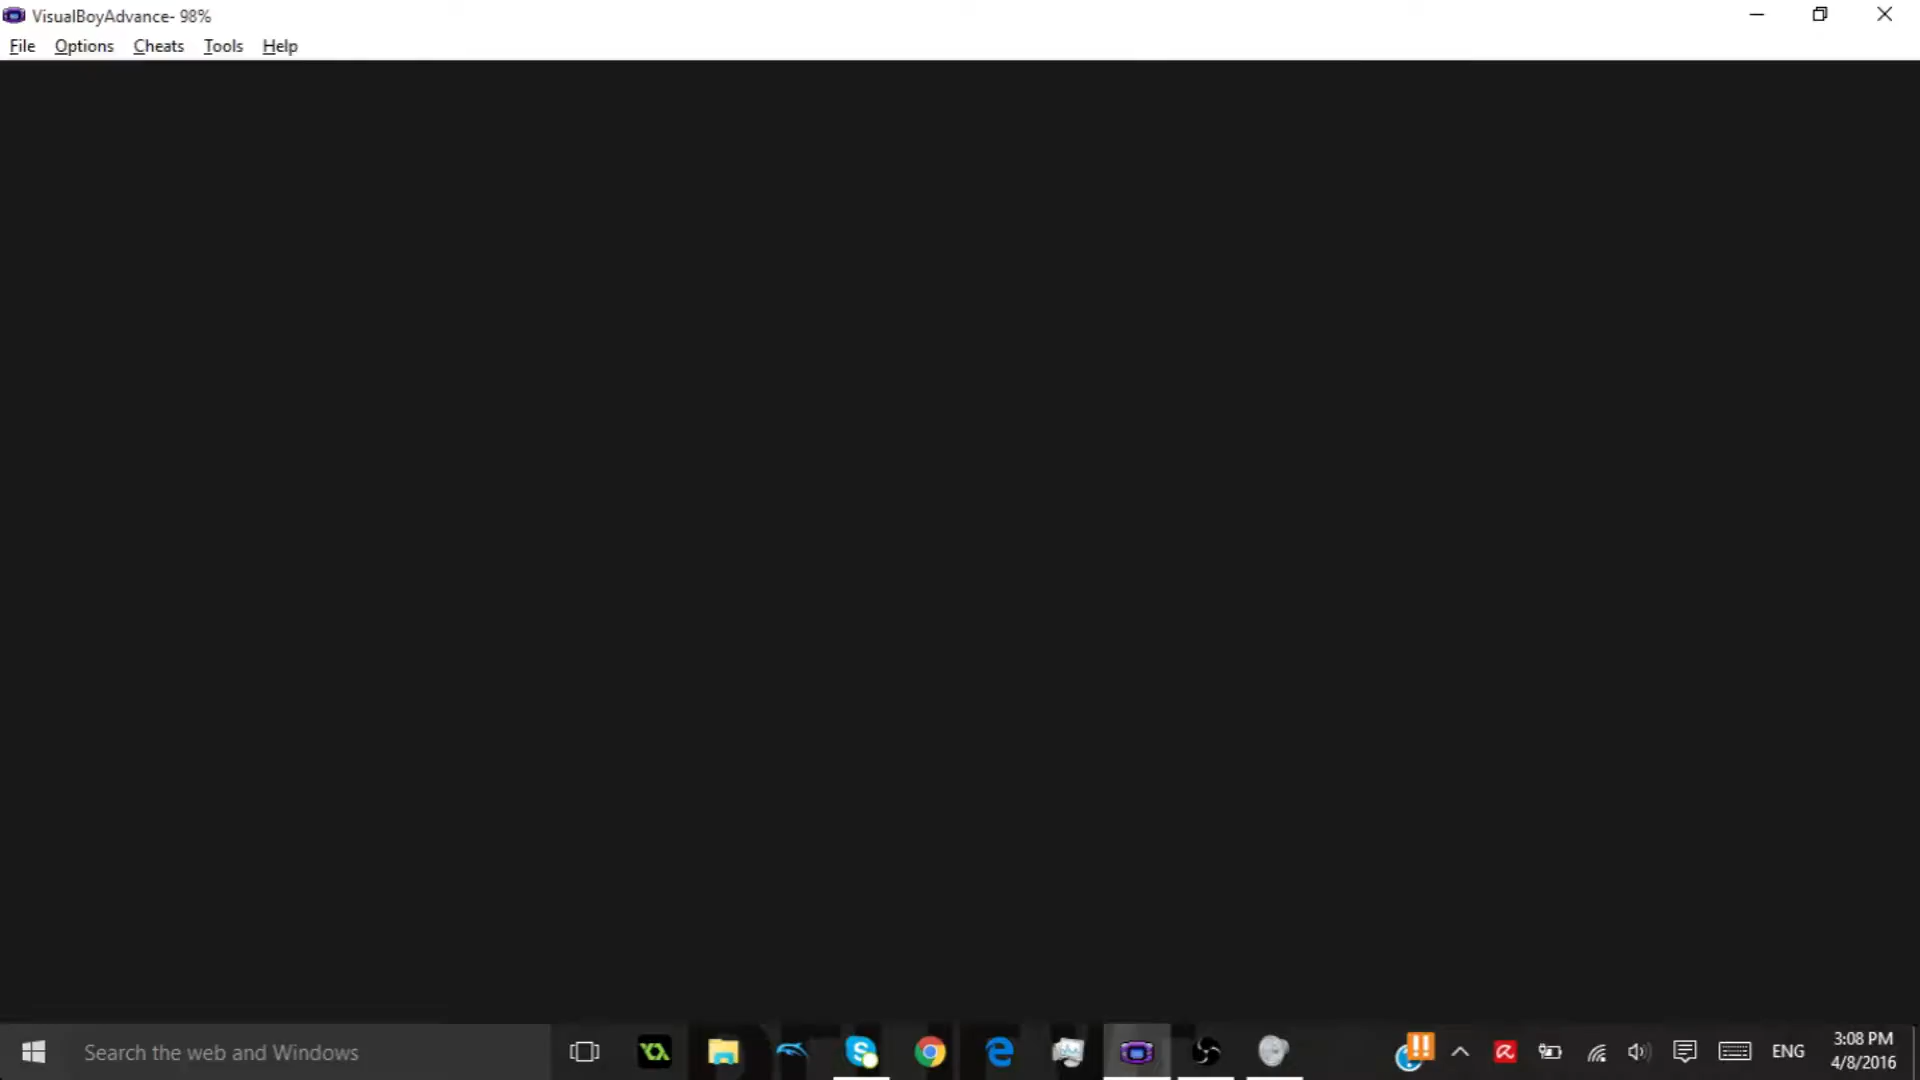 VisualBoyAdvance- 98%
File Options Cheats Tools Help
Search the web and Windows
ENG
3:08 PM
4/8/2016